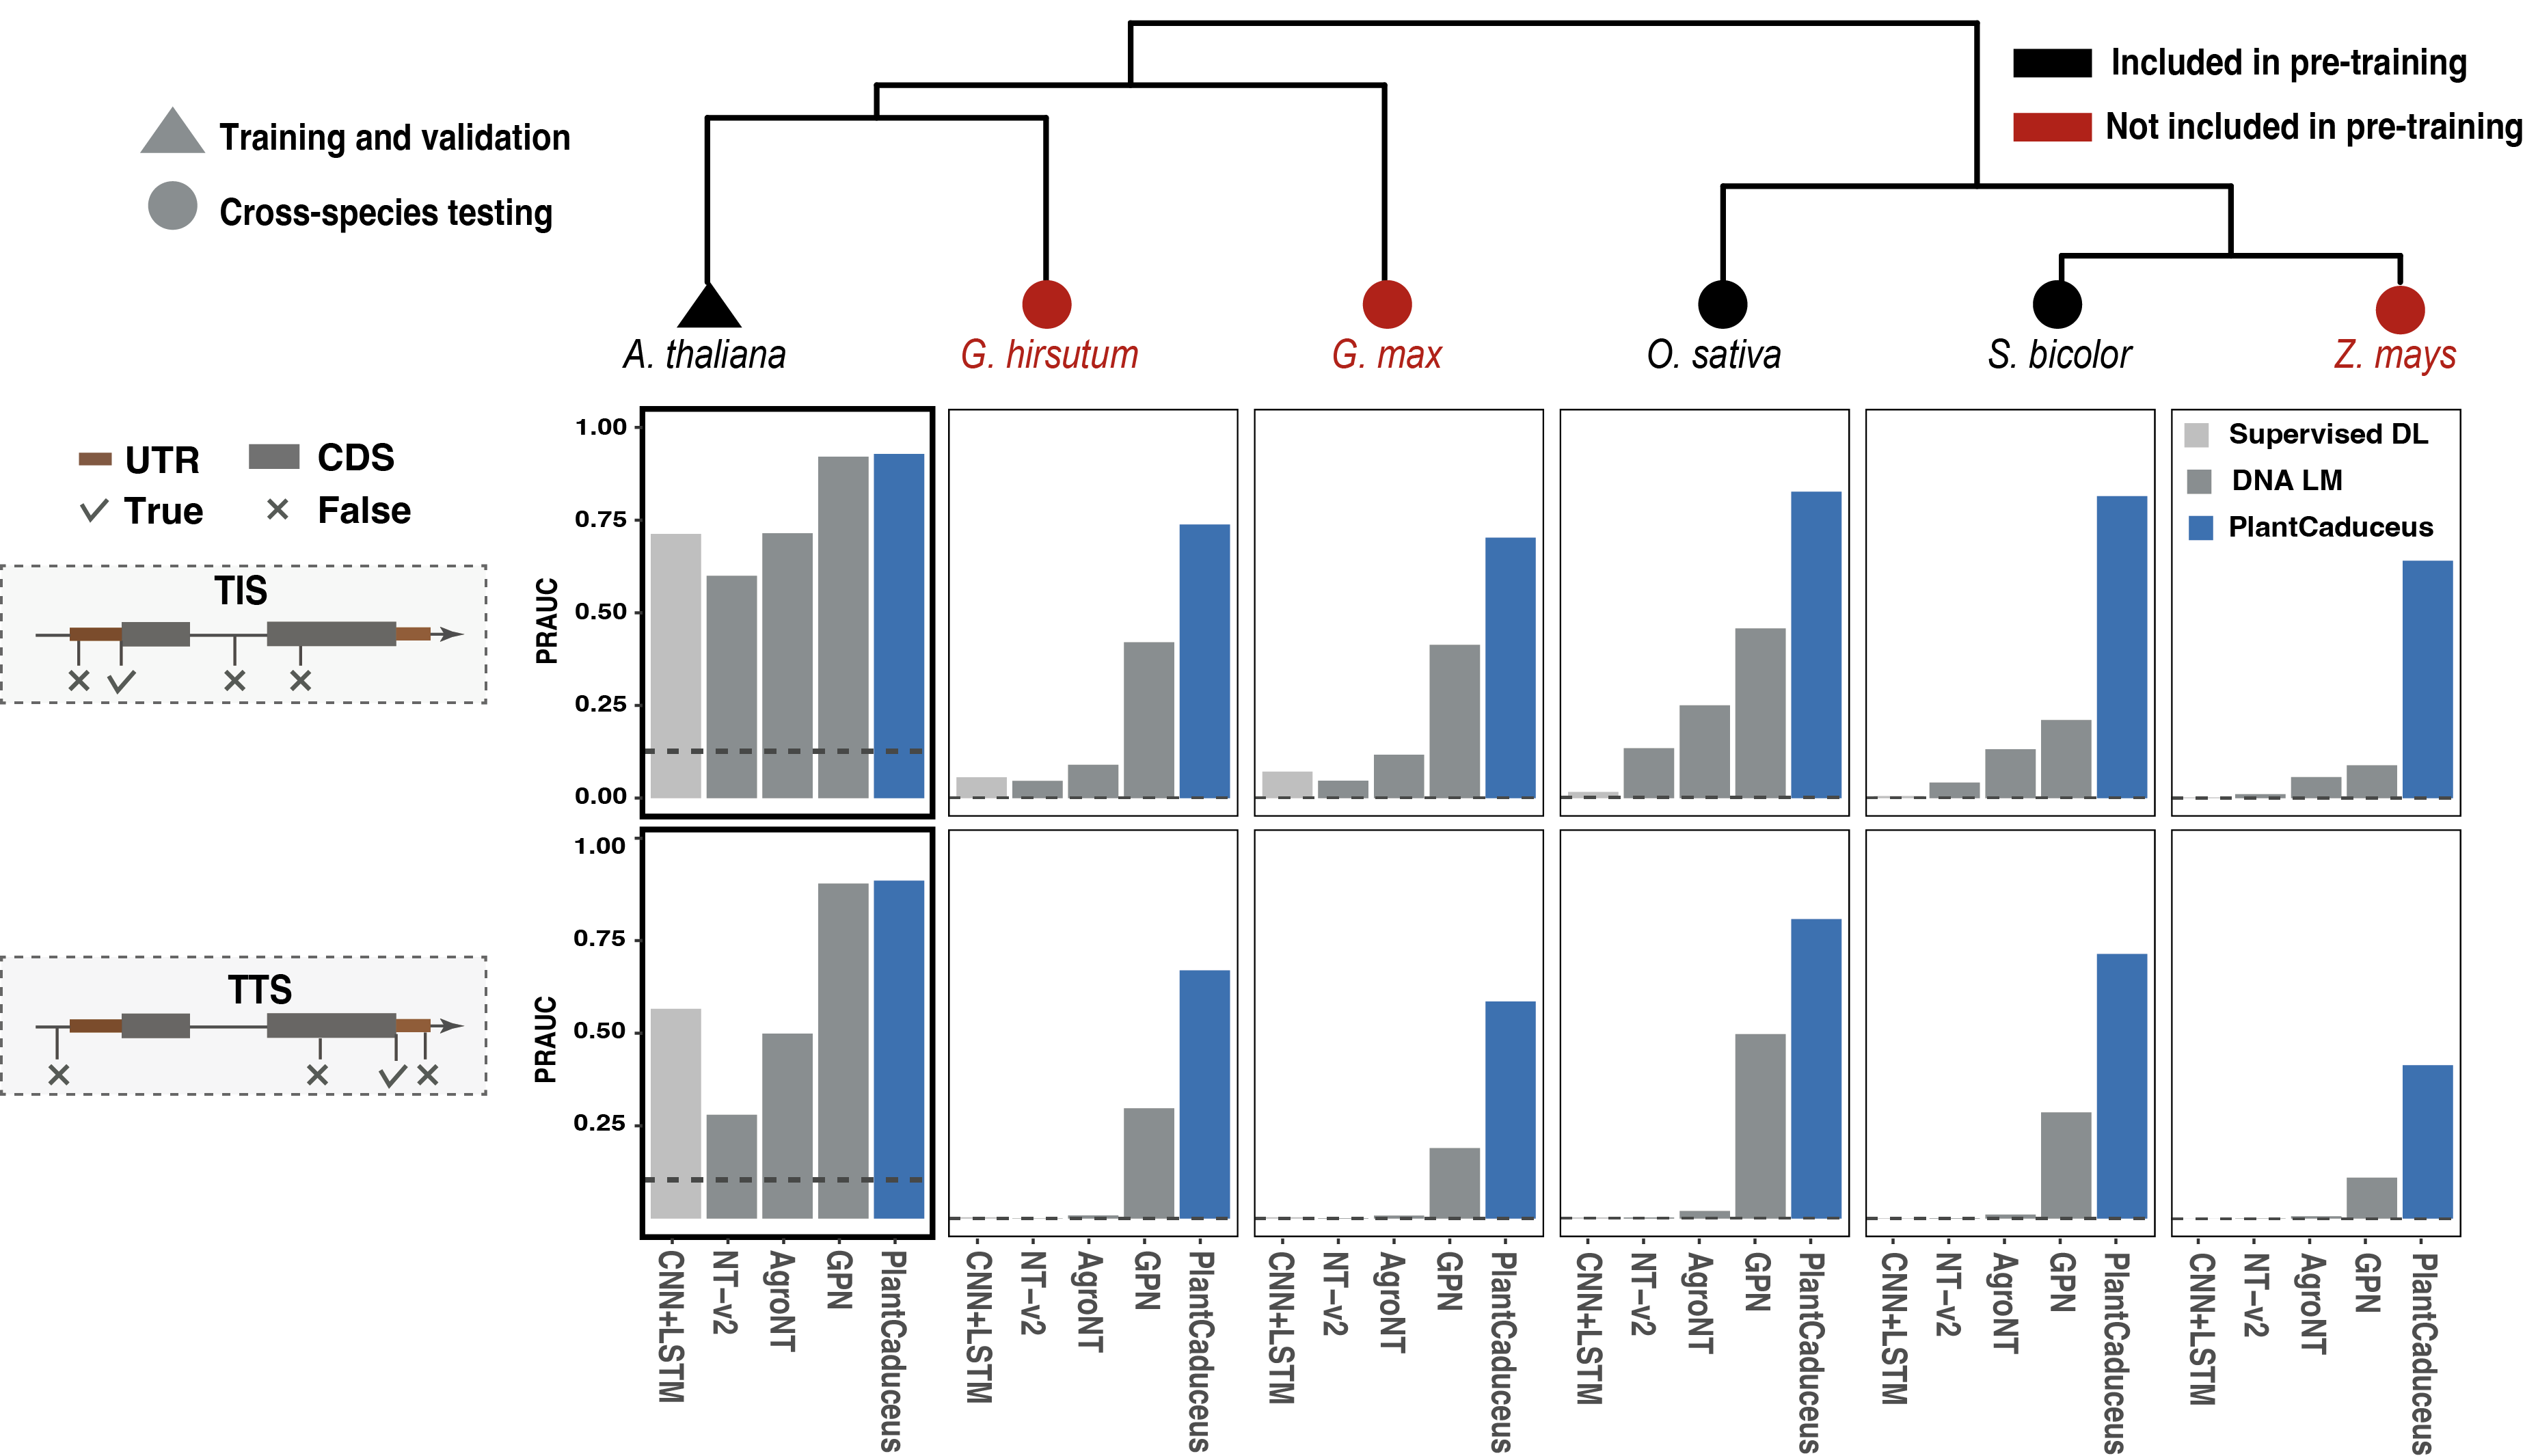 Included in pre-training
Training and validation
Not included in pre-training
Cross-species testing
A. thaliana
G. hirsutum
G. max
O. sativa
S. bicolor
Z. mays
UTR CDS
True False
TIS
PRAUC
1.00
0.75
0.50
0.25
0.00
Supervised DL
DNA LM
PlantCaduceus
TTS
PRAUC
1.00
0.75
0.50
0.25
CNN+LSTM
NT-v2
AgroNT
GPN
PlantCaduceus
CNN+LSTM
NT-v2
AgroNT
GPN
PlantCaduceus
CNN+LSTM
NT-v2
AgroNT
GPN
PlantCaduceus
CNN+LSTM
NT-v2
AgroNT
GPN
PlantCaduceus
CNN+LSTM
NT-v2
AgroNT
GPN
PlantCaduceus
CNN+LSTM
NT-v2
AgroNT
GPN
PlantCaduceus